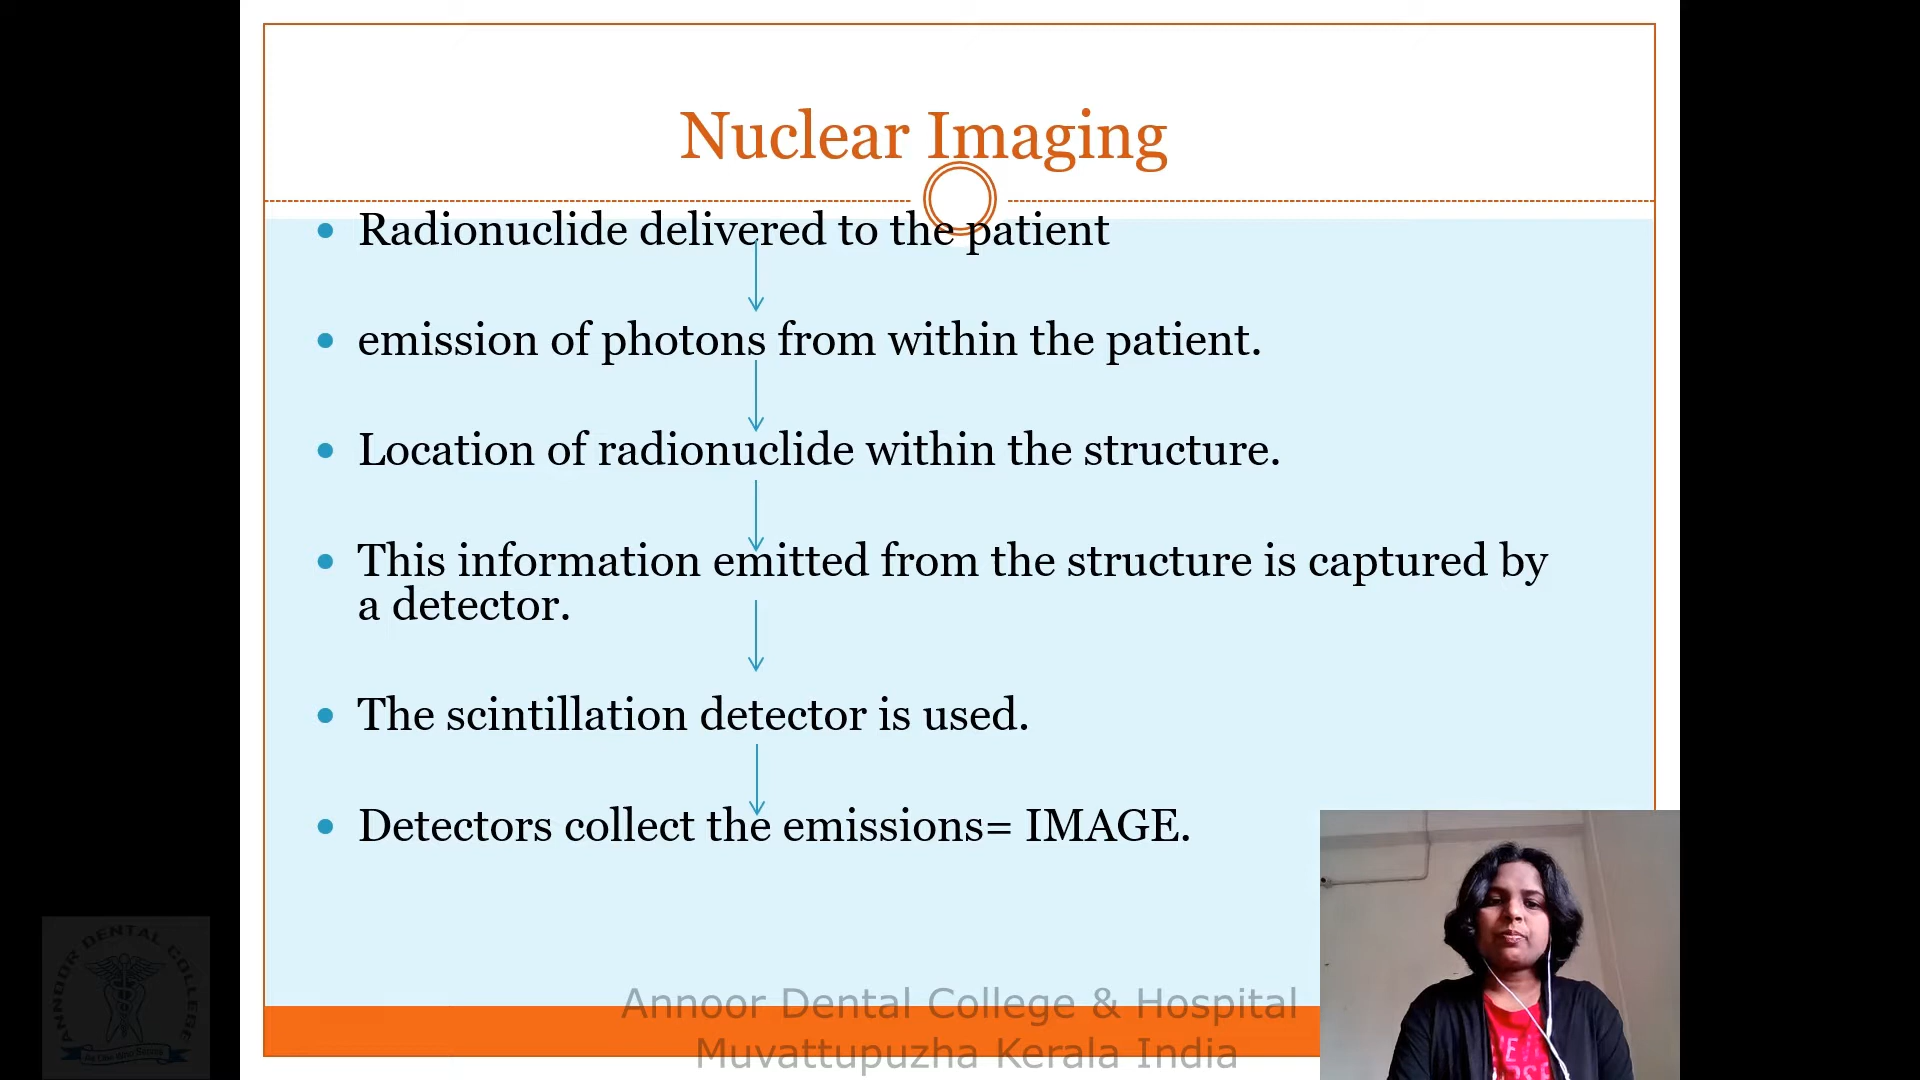 Nuclear Imaging
Radionuclide delivered to the patient
emission of photons from within the patient.
Location of radionuclide within the structure.
This information emitted from the structure is captured by
a detector.
The scintillation detector is used.
Detectors collect the emissions= IMAGE.
ANNOOR DENTAL COLLEGE
Annoor Dental College & Hospital
Muvattupuzha Kerala India